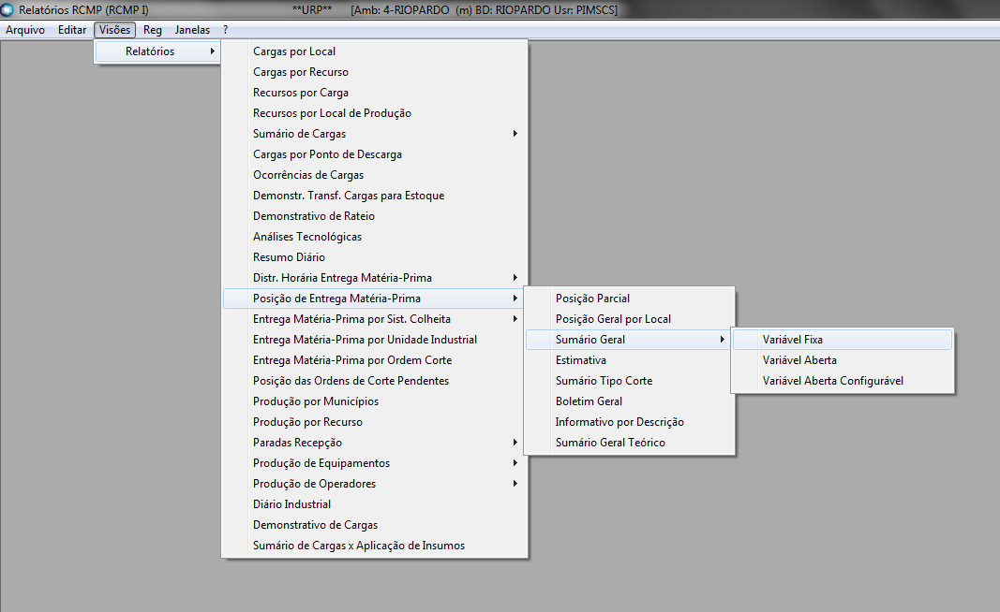 Relatórios RCMP (RCMP I) **URP** [Amb: 4-RIOPARDO (m) BD: RIOPARDO Usr: PIMSCS]
Arquivo Editar Visões Reg Janelas ?
Relatórios
Cargas por Local
Cargas por Recurso
Recursos por Carga
Recursos por Local de Produção
Sumário de Cargas
Cargas por Ponto de Descarga
Ocorrências de Cargas
Demonstr. Transf. Cargas para Estoque
Demonstrativo de Rateio
Análises Tecnológicas
Resumo Diário
Distr. Horária Entrega Matéria-Prima
Posição de Entrega Matéria-Prima
Entrega Matéria-Prima por Sist. Colheita
Entrega Matéria-Prima por Unidade Industrial
Entrega Matéria-Prima por Ordem Corte
Posição das Ordens de Corte Pendentes
Produção por Municípios
Produção por Recurso
Paradas Recepção
Produção de Equipamentos
Produção de Operadores
Diário Industrial
Demonstrativo de Cargas
Sumário de Cargas x Aplicação de Insumos
Posição Parcial
Posição Geral por Local
Sumário Geral
Estimativa
Sumário Tipo Corte
Boletim Geral
Informativo por Descrição
Sumário Geral Teórico
Variável Fixa
Variável Aberta
Variável Aberta Configurável